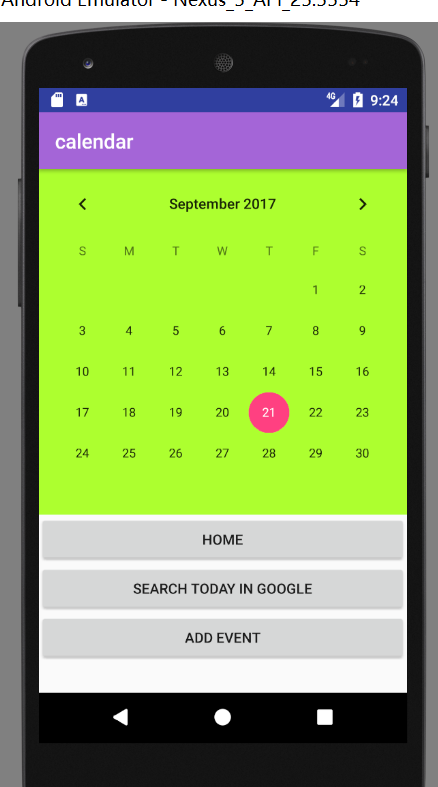 Android Emulator - Nexus_5_API_25:5554
4G 9:24
calendar
September 2017
S M T W T F S
1 2
3 4 5 6 7 8 9
10 11 12 13 14 15 16
17 18 19 20 21 22 23
24 25 26 27 28 29 30
HOME
SEARCH TODAY IN GOOGLE
ADD EVENT